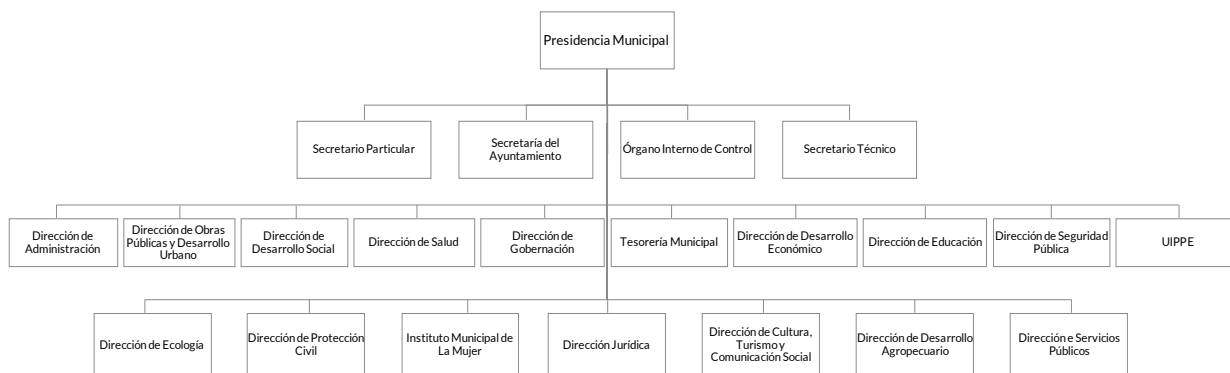 Presidencia Municipal
Secretario Particular
Secretaría del
Ayuntamiento
Órgano Interno de Control
Secretario Técnico
Dirección de
Administración
Dirección de Obras
Públicas y Desarrollo
Urbano
Dirección de
Desarrollo Social
Dirección de Salud
Dirección de
Gobernación
Tesorería Municipal
Dirección de Desarrollo
Económico
Dirección de Educación
Dirección de Seguridad
Pública
UIPPE
Dirección de Ecología
Dirección de Protección
Civil
Instituto Municipal de
La Mujer
Dirección Jurídica
Dirección de Cultura,
Turismo y
Comunicación Social
Dirección de Desarrollo
Agropecuario
Dirección e Servicios
Públicos